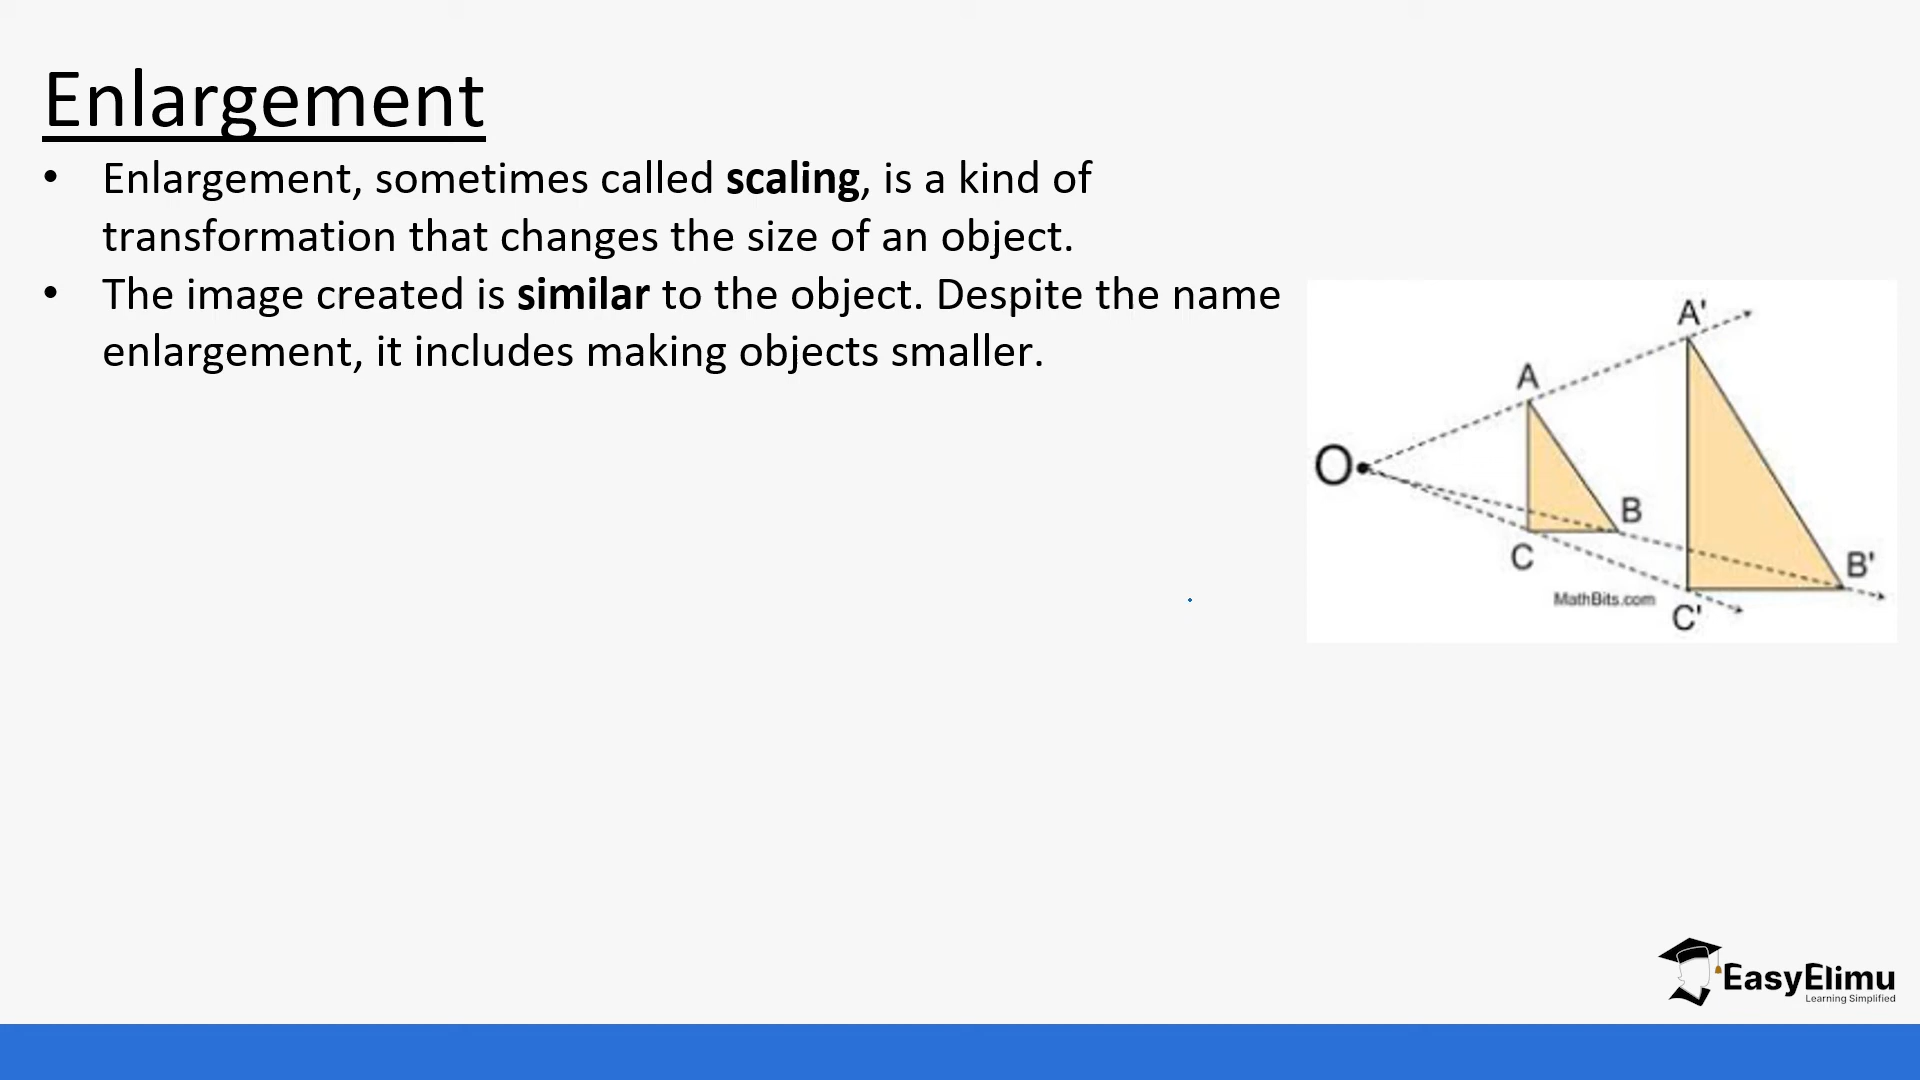 Enlargement
• Enlargement, sometimes called scaling, is a kind of
transformation that changes the size of an object.
• The image created is similar to the object. Despite the name
enlargement, it includes making objects smaller.
A'
A
O
B
C
B'
MathBits.com
C'
EasyElimu
Learning Simplified